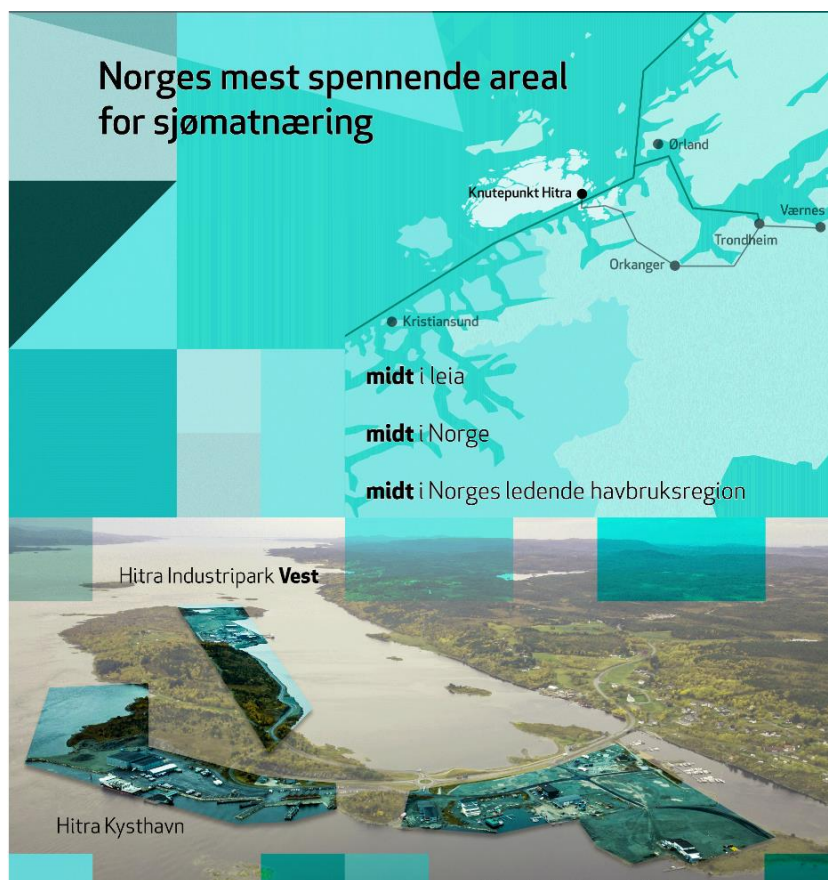 Norges mest spennende areal
for sjømatnæring
Ørland
Knutepunkt Hitra
Værnes
Trondheim
Orkanger
Kristiansund
midt i leia
midt i Norge
midt i Norges ledende havbruksregion
Hitra Industripark Vest
Hitra Kysthavn